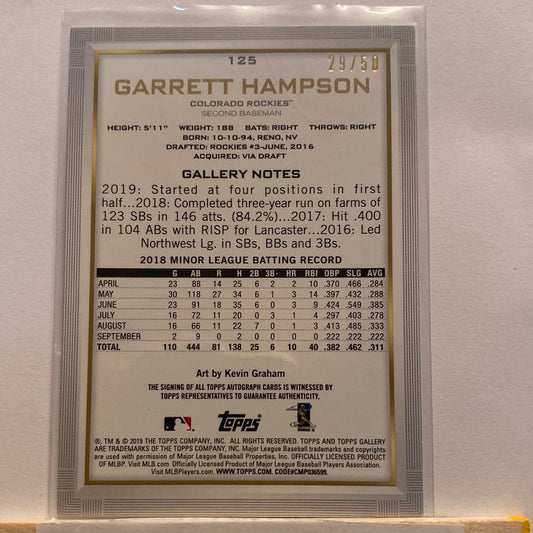 125
29/50
GARRETT HAMPSON
COLORADO ROCKIES™
SECOND BASEMAN
HEIGHT: 5'11" WEIGHT: 188 BATS: RIGHT THROWS: RIGHT
BORN: 10-10-94, RENO, NV
DRAFTED: ROCKIES #3-JUNE, 2016
ACQUIRED: VIA DRAFT
GALLERY NOTES
2019: Started at four positions in first
half...2018: Completed three-year run on farms of
123 SBs in 146 atts. (84.2%)...2017: Hit .400
in 104 ABs with RISP for Lancaster...2016: Led
Northwest Lg. in SBs, BBs and 3Bs.
2018 MINOR LEAGUE BATTING RECORD
G AB R H 2B 3B HR RBI OBP SLG AVG
APRIL 23 88 14 25 6 2 2 10 .370 .466 .284
MAY 30 118 27 34 6 1 3 14 .397 .432 .288
JUNE 23 91 18 35 6 0 3 9 .424 .549 .385
JULY 16 72 11 20 0 3 1 4 .297 .403 .278
AUGUST 16 66 11 22 7 0 1 3 .413 .485 .333
SEPTEMBER 2 9 0 2 0 0 0 0 .222 .222 .222
TOTAL 110 444 81 138 25 6 10 40 .382 .462 .311
Art by Kevin Graham
THE SIGNING OF ALL TOPPS AUTOGRAPH CARDS IS WITNESSED BY
TOPPS REPRESENTATIVES TO GUARANTEE AUTHENTICITY.
topps
®, TM & © 2019 THE TOPPS COMPANY, INC. ALL RIGHTS RESERVED. TOPPS AND TOPPS GALLERY
ARE TRADEMARKS OF THE TOPPS COMPANY, INC. Major League Baseball trademarks and copyrights
are used with permission of Major League Baseball Properties, Inc. OFFICIALLY LICENSED PRODUCT
OF MLBP. Visit MLB.com Officially Licensed Product of Major League Baseball Players Association.
Visit MLBPlayers.com. WWW.TOPPS.COM. CODE#CMP036599.